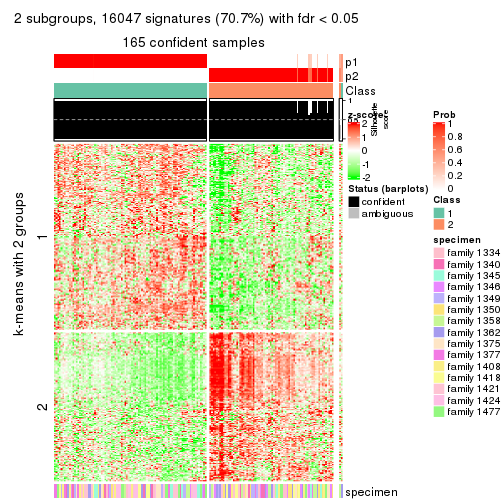 2 subgroups, 16047 signatures (70.7%) with fdr < 0.05
165 confident samples
p1
p2
Class
1
0.5
0
Silhouette
score
k-means with 2 groups
1
2
specimen
z-score
2
1
0
-1
-2
Status (barplots)
confident
ambiguous
Prob
1
0.8
0.6
0.4
0.2
0
Class
1
2
specimen
family 1334
family 1340
family 1345
family 1346
family 1349
family 1350
family 1358
family 1362
family 1375
family 1377
family 1408
family 1418
family 1421
family 1424
family 1477